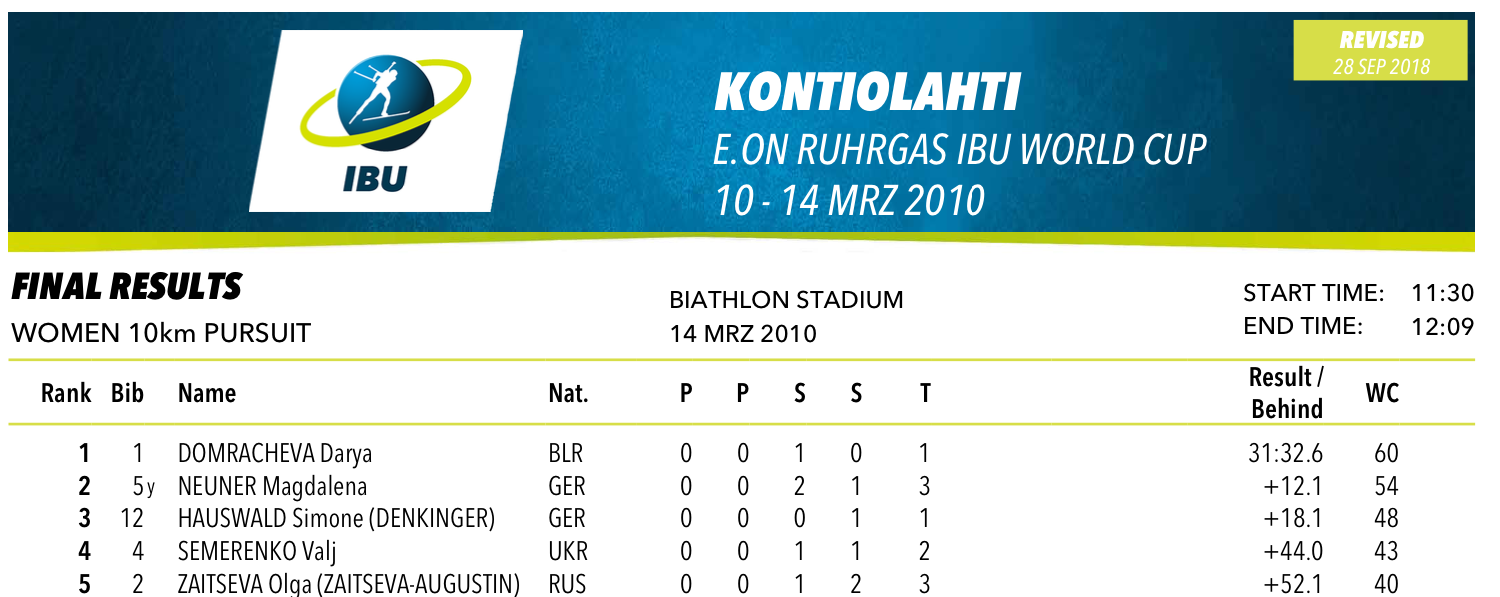 REVISED
28 SEP 2018
IBU
KONTIOLAHTI
E.ON RUHRGAS IBU WORLD CUP
10 - 14 MRZ 2010
FINAL RESULTS
WOMEN 10km PURSUIT
BIATHLON STADIUM
14 MRZ 2010
START TIME: 11:30
END TIME: 12:09
Rank Bib Name Nat. P P S S T Result / Behind WC
1 1 DOMRACHEVA Darya BLR 0 0 1 0 1 31:32.6 60
2 5 y NEUNER Magdalena GER 0 0 2 1 3 +12.1 54
3 12 HAUSWALD Simone (DENKINGER) GER 0 0 0 1 1 +18.1 48
4 4 SEMERENKO Valj UKR 0 0 1 1 2 +44.0 43
5 2 ZAITSEVA Olga (ZAITSEVA-AUGUSTIN) RUS 0 0 1 2 3 +52.1 40